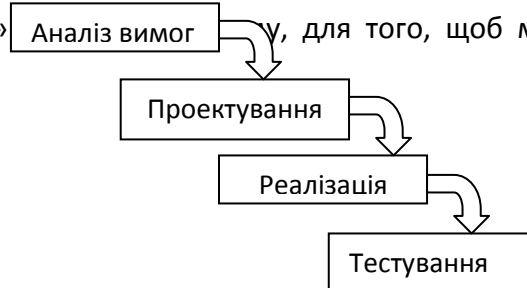 » Аналіз вимог у, для того, щоб м
Проектування
Реалізація
Тестування